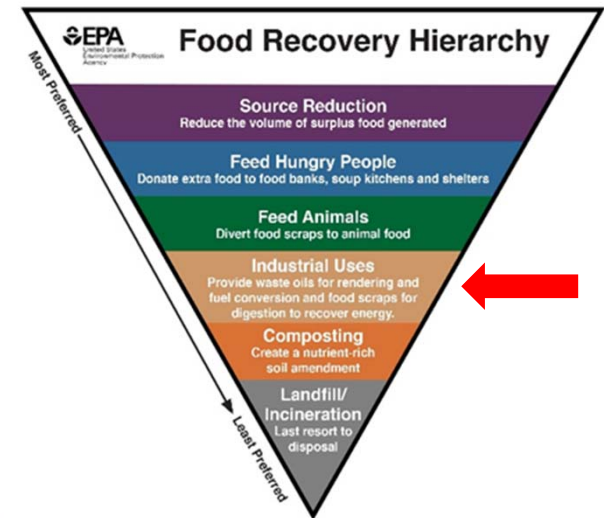 EPA
United States
Environmental Protection
Agency
Food Recovery Hierarchy
Most Preferred
Source Reduction
Reduce the volume of surplus food generated
Feed Hungry People
Donate extra food to food banks, soup kitchens and shelters
Feed Animals
Divert food scraps to animal food
Industrial Uses
Provide waste oils for rendering and
fuel conversion and food scraps for
digestion to recover energy.
Composting
Create a nutrient-rich
soil amendment
Landfill/
Incineration
Last resort to
disposal
Least Preferred